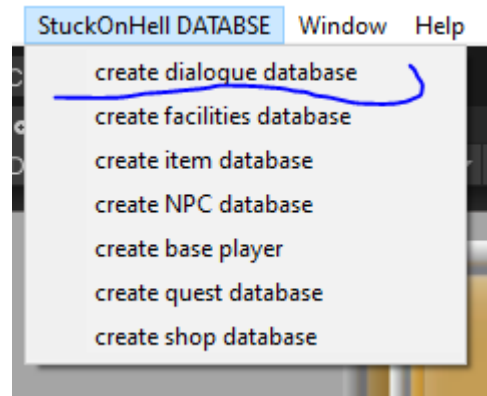 StuckOnHell DATABSE Window Help
create dialogue database
create facilities database
create item database
create NPC database
create base player
create quest database
create shop database